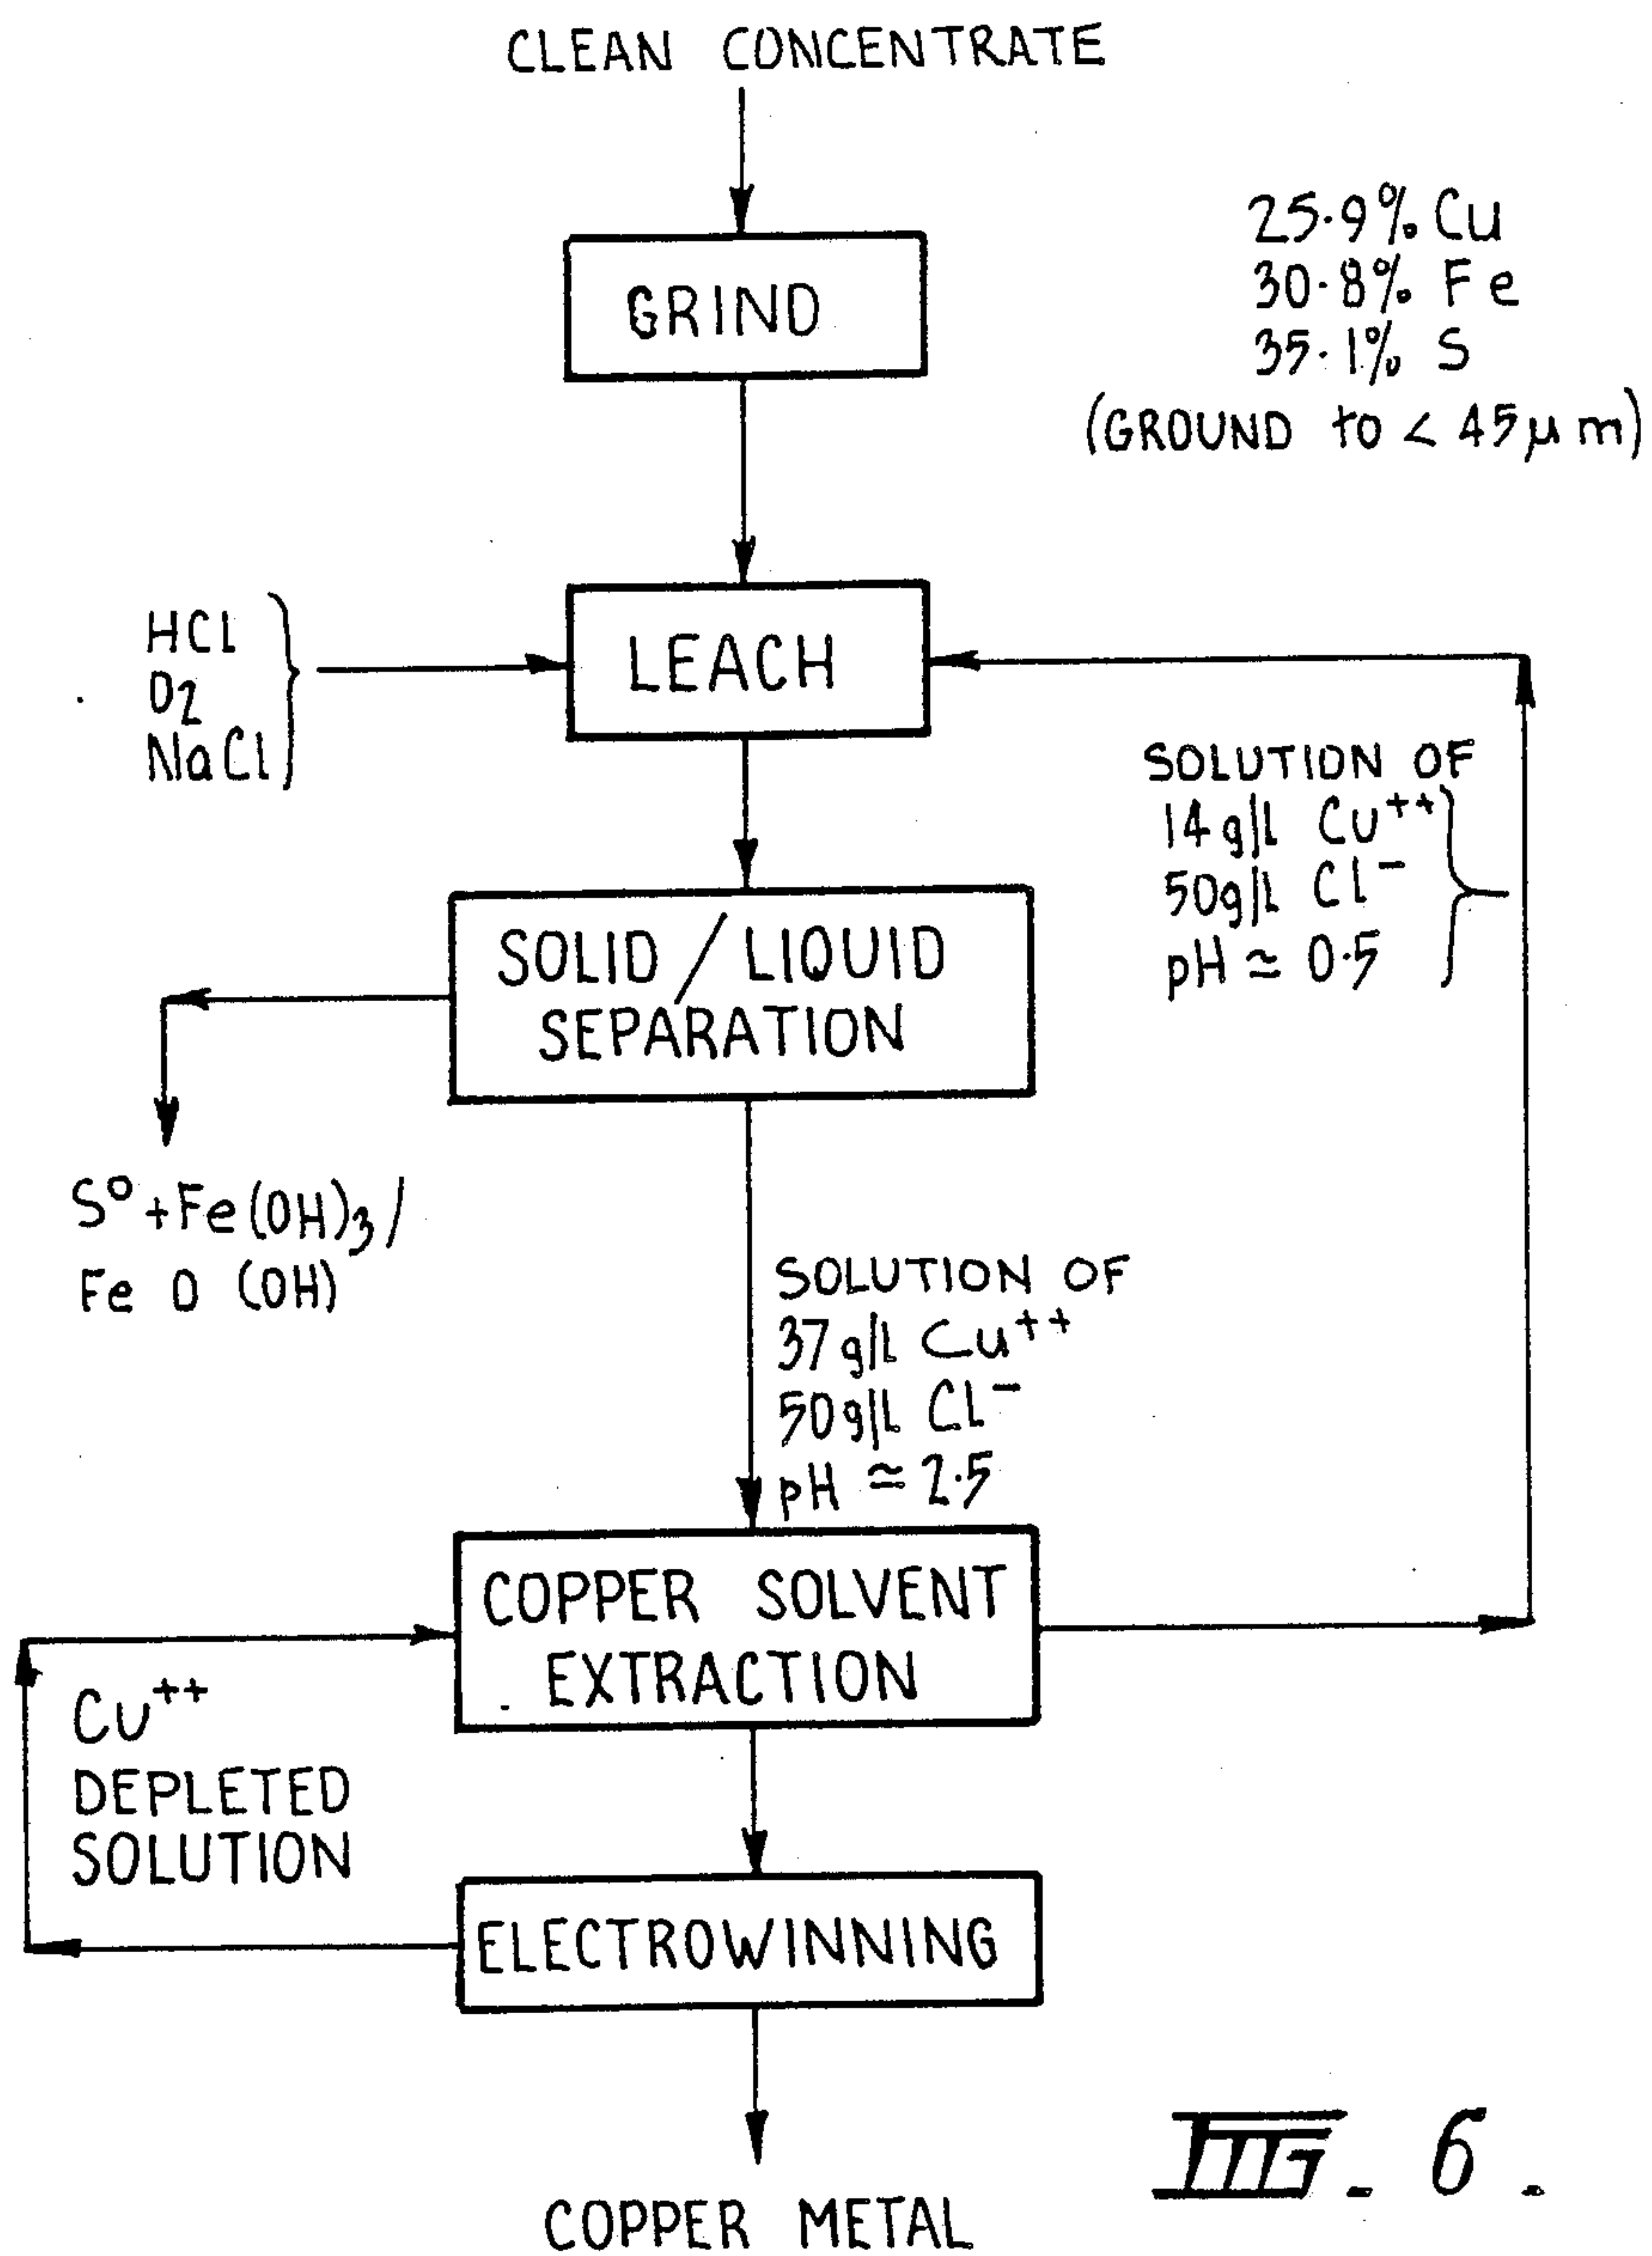 CLEAN CONCENTRATE
GRIND
25.9% Cu
30.8% Fe
35.1% S
(GROUND to < 45μm)
HCl
O2
NaCl
LEACH
SOLUTION OF
14 g/l Cu++
50g/l Cl-
pH ≃ 0.5
SOLID / LIQUID
SEPARATION
S° + Fe(OH)3 /
Fe O (OH)
SOLUTION OF
37 g/l Cu++
50g/l Cl-
pH ≃ 2.5
COPPER SOLVENT
EXTRACTION
Cu++
DEPLETED
SOLUTION
ELECTROWINNING
COPPER METAL
FIG. 6.